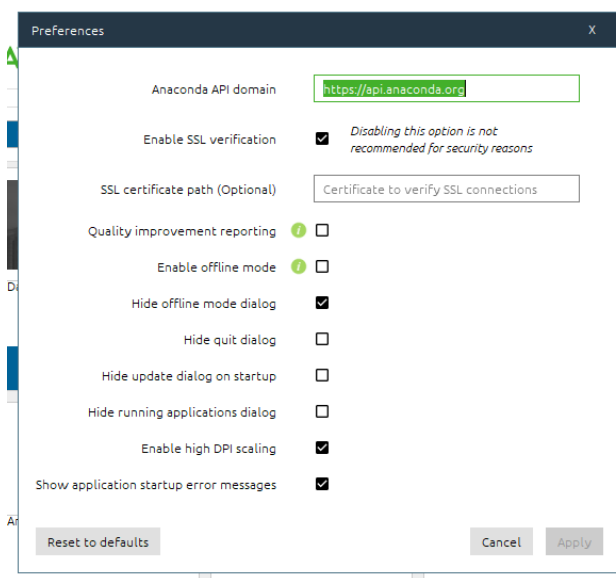 Preferences X
Anaconda API domain https://api.anaconda.org
Enable SSL verification Disabling this option is not
recommended for security reasons
SSL certificate path (Optional) Certificate to verify SSL connections
Quality improvement reporting i
Enable offline mode i
Hide offline mode dialog
Hide quit dialog
Hide update dialog on startup
Hide running applications dialog
Enable high DPI scaling
Show application startup error messages
Reset to defaults Cancel Apply